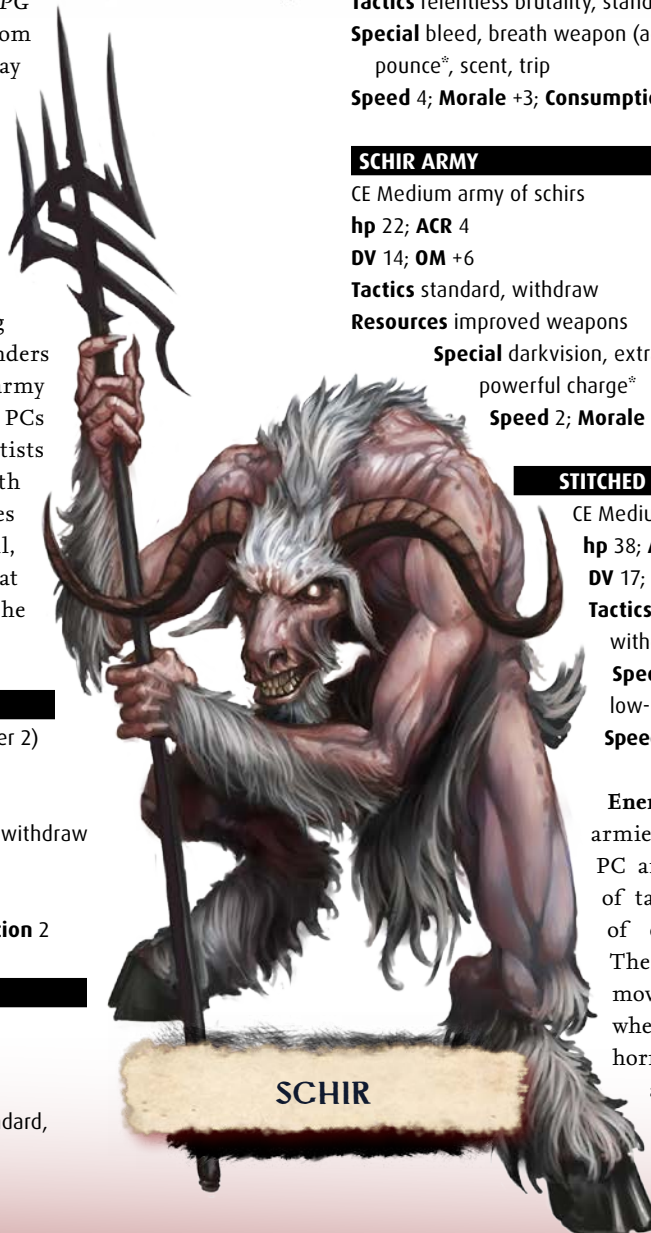 PG
om
ay
g
nders
army
PCs
tists
th
es
l,
at
he
er 2)
withdraw
tion 2
dard,
Tactics relentless brutality, stand
Special bleed, breath weapon (a
pounce*, scent, trip
Speed 4; Morale +3; Consumptio
SCHIR ARMY
CE Medium army of schirs
hp 22; ACR 4
DV 14; OM +6
Tactics standard, withdraw
Resources improved weapons
Special darkvision, extr
powerful charge*
Speed 2; Morale
STITCHED
CE Mediu
hp 38; A
DV 17;
Tactics
with
Spec
low-
Speed
Ener
armie
PC ar
of ta
of
The
mov
whe
horr
SCHIR